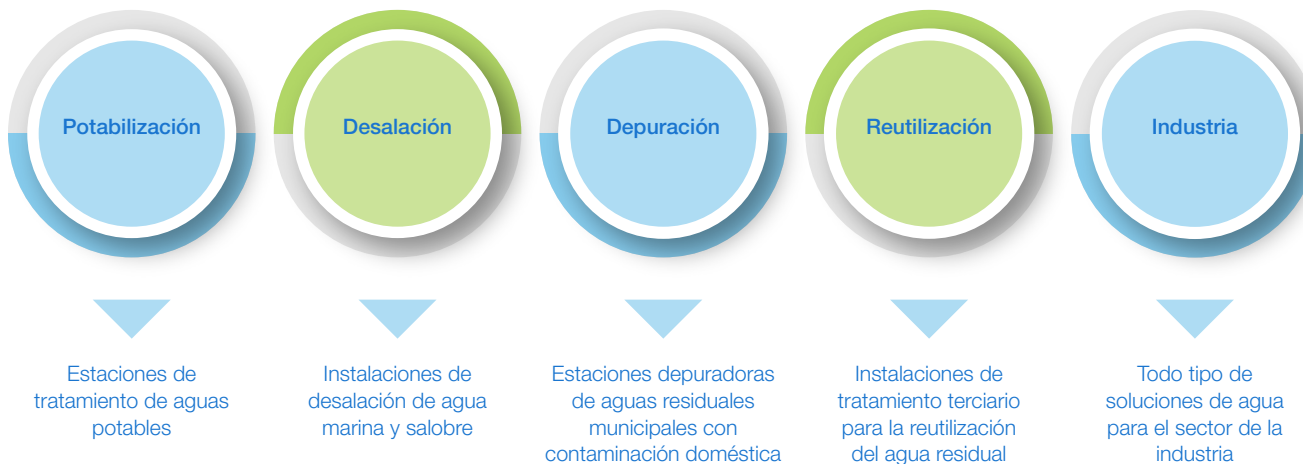 Potabilización
Desalación
Depuración
Reutilización
Industria
Estaciones de
tratamiento de aguas
potables
Instalaciones de
desalación de agua
marina y salobre
Estaciones depuradoras
de aguas residuales
municipales con
contaminación doméstica
Instalaciones de
tratamiento terciario
para la reutilización
del agua residual
Todo tipo de
soluciones de agua
para el sector de la
industria